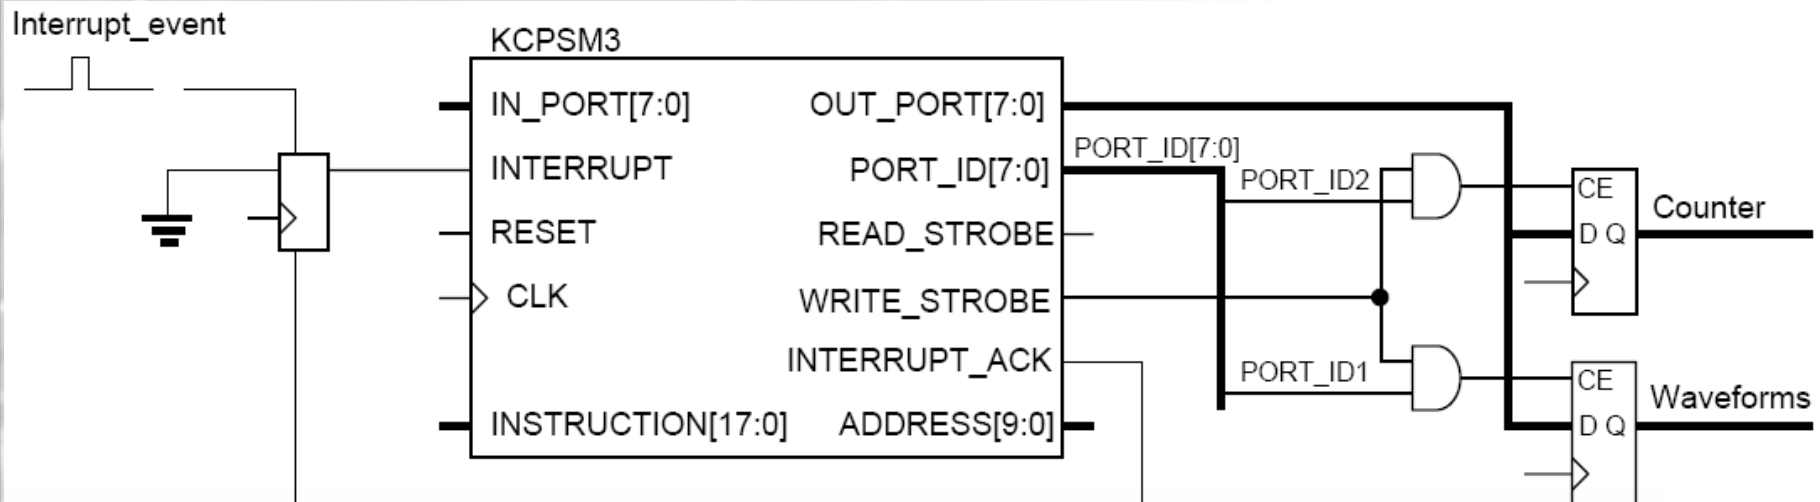 Interrupt_event
KCPSM3
IN_PORT[7:0]
OUT_PORT[7:0]
PORT_ID[7:0]
INTERRUPT
PORT_ID[7:0]
PORT_ID2
CE
Counter
RESET
READ_STROBE
D Q
CLK
WRITE_STROBE
INTERRUPT_ACK
PORT_ID1
CE
Waveforms
INSTRUCTION[17:0]
ADDRESS[9:0]
D Q